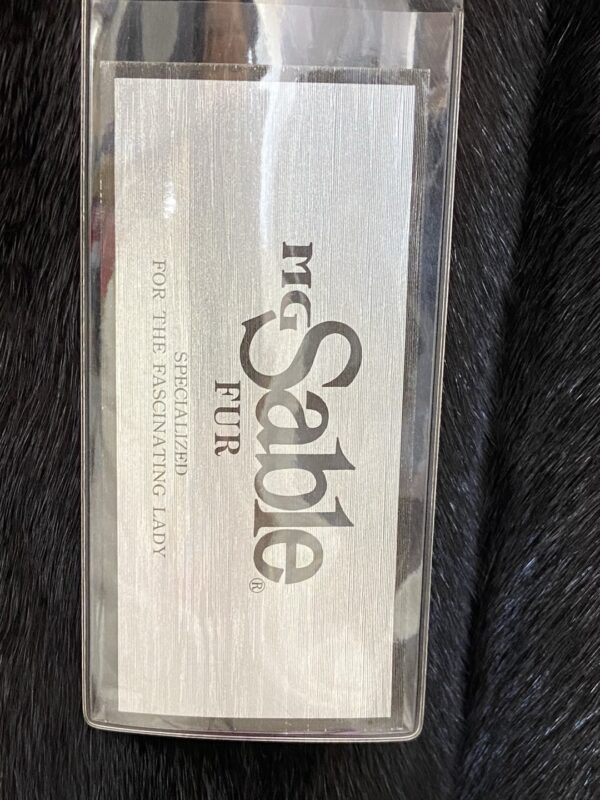 MG Sable®
FUR
SPECIALIZED
FOR THE FASCINATING LADY